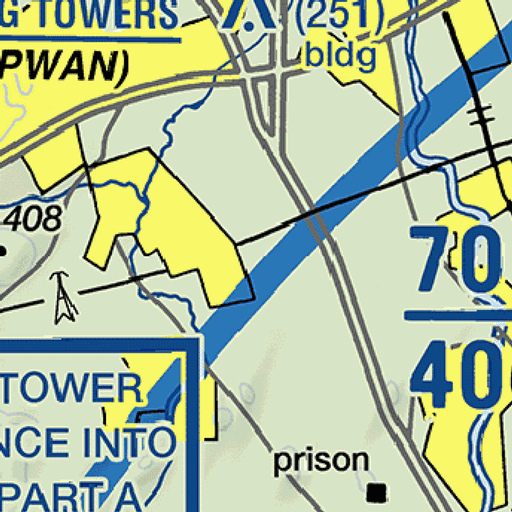 G TOWERS
(251)
bldg
PWAN)
408
70
40
TOWER
NCE INTO
PART A
prison